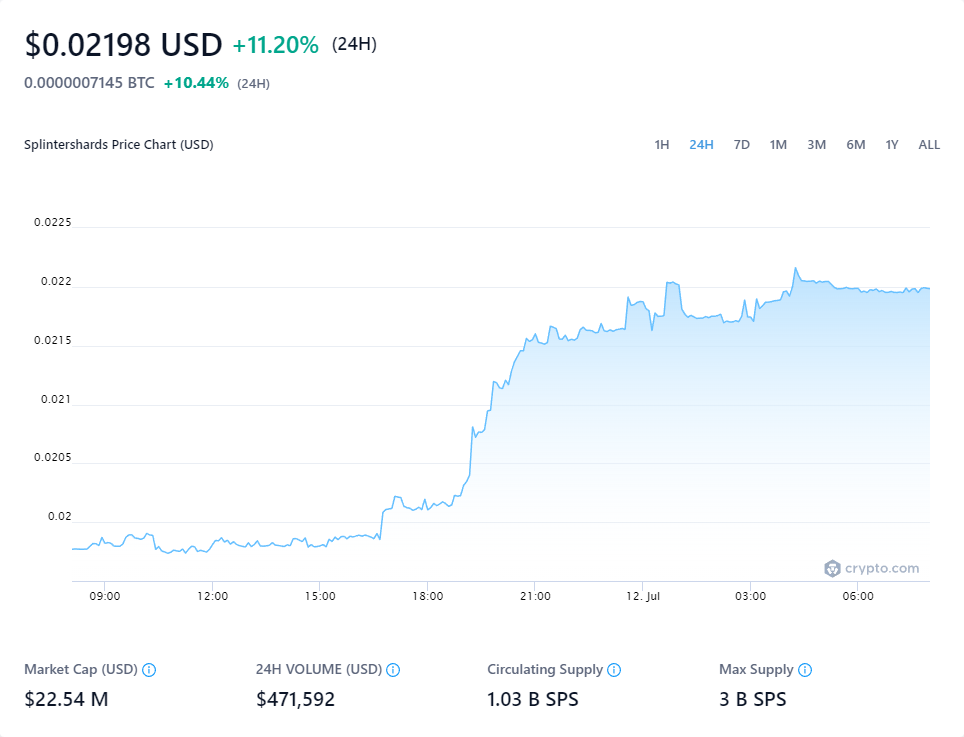 $0.02198 USD +11.20% (24H)
0.0000007145 BTC +10.44% (24H)
Splintershards Price Chart (USD) 1H 24H 7D 1M 3M 6M 1Y ALL
0.0225
0.022
0.0215
0.021
0.0205
0.02
crypto.com
09:00 12:00 15:00 18:00 21:00 12. Jul 03:00 06:00
Market Cap (USD) 24H VOLUME (USD) Circulating Supply Max Supply
$22.54 M $471,592 1.03 B SPS 3 B SPS